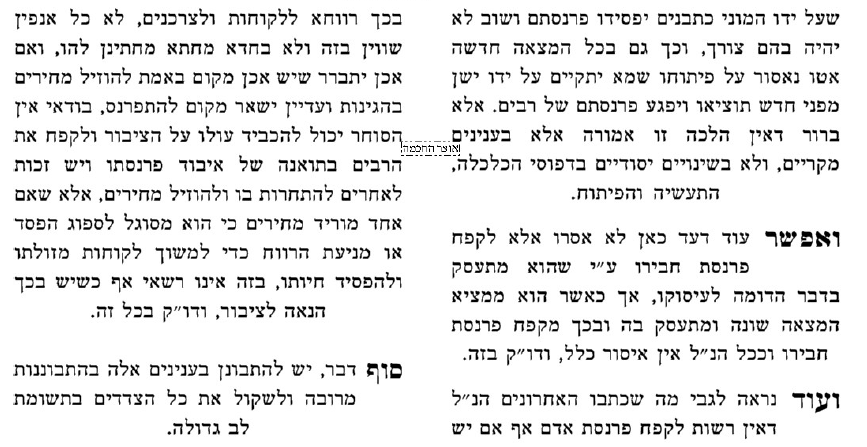 שעל ידו המוני כתבנים יפסידו פרנסתם ושוב לא
יהיה בהם צורך, וכך גם בכל המצאה חדשה
אטו נאסור על פיתוחו שמא יתקיים על ידו ישן
מפני חדש תוציאו ויפגע פרנסתם של רבים. אלא
ברור דאין הלכה זו אמורה אלא בענינים
מקריים, ולא בשינויים יסודיים בדפוסי הכלכלה,
התעשיה והפיתוח.
ואפשר עוד דעד כאן לא אסרו אלא לקפח
פרנסת חבירו ע״י שהוא מתעסק
בדבר הדומה לעיסוקו, אך כאשר הוא ממציא
המצאה שונה ומתעסק בה ובכך מקפח פרנסת
חבירו וככל הנ״ל אין איסור כלל, ודו״ק בזה.
ועוד נראה לגבי מה שכתבו האחרונים הנ״ל
דאין רשות לקפח פרנסת אדם אף אם יש
בכך רווחא ללקוחות ולצרכנים, לא כל אנפין
שווין בזה ולא בחדא מחתא מחתינן להו, ואם
אכן יתברר שיש אכן מקום באמת להוזיל מחירים
בהגינות ועדיין ישאר מקום להתפרנס, בודאי אין
הסוחר יכול להכביד עולו על הציבור ולקפח את
הרבים בתואנה של איבוד פרנסתו ויש זכות
לאחרים להתחרות בו ולהוזיל מחירים, אלא שאם
אחד מוריד מחירים כי הוא מסוגל לספוג הפסד
או מניעת הרווח כדי למשוך לקוחות מזולתו
ולהפסיד חיותו, בזה אינו רשאי אף כשיש בכך
הנאה לציבור, ודו״ק בכל זה.
סוף דבר, יש להתבונן בענינים אלה בהתבוננות
מרובה ולשקול את כל הצדדים בתשומת
לב גדולה.
אוצר החכמה